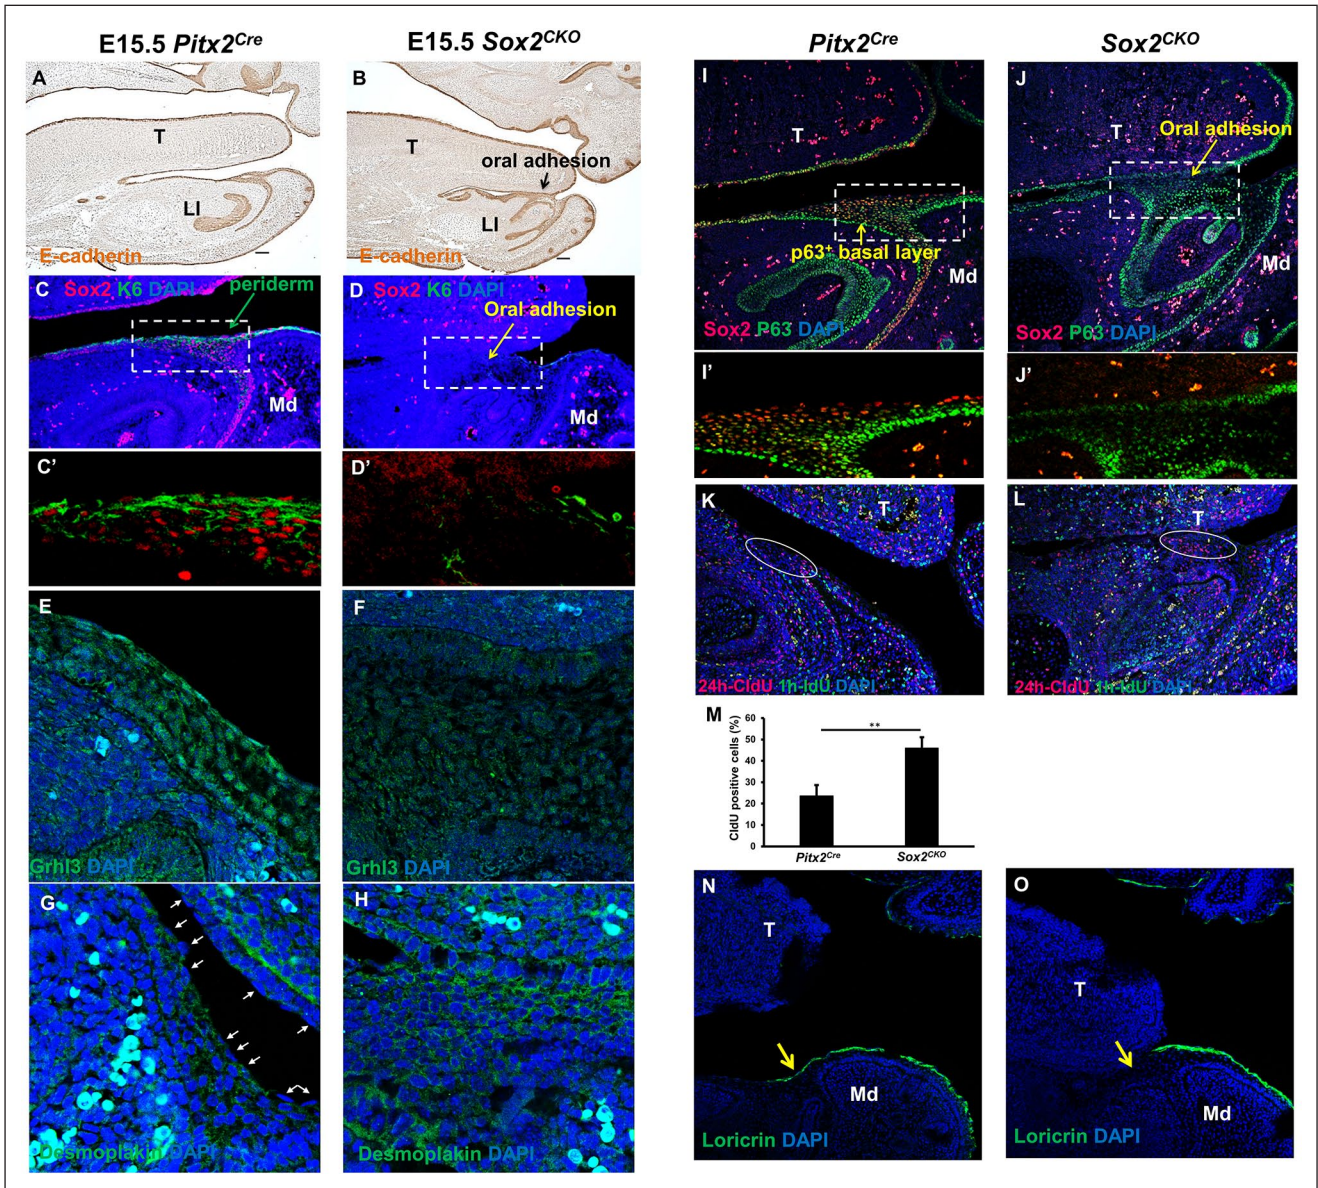 E15.5 Pitx2Cre
E15.5 Sox2CKO
A
T
LI
E-cadherin
B
T
oral adhesion
LI
E-cadherin
C
Sox2 K6 DAPI
periderm
Md
D
Sox2 K6 DAPI
Oral adhesion
Md
C’
D’
E
Grhl3 DAPI
F
Grhl3 DAPI
G
Desmoplakin DAPI
H
Desmoplakin DAPI
Pitx2Cre
Sox2CKO
I
T
p63+ basal layer
Md
Sox2 P63 DAPI
J
T
Oral adhesion
Md
Sox2 P63 DAPI
I’
J’
K
T
24h-CldU 1h-IdU DAPI
L
T
24h-CldU 1h-IdU DAPI
M
CldU positive cells (%)
60
50
40
30
20
10
0
**
Pitx2Cre
Sox2CKO
N
T
Md
Loricrin DAPI
O
T
Md
Loricrin DAPI